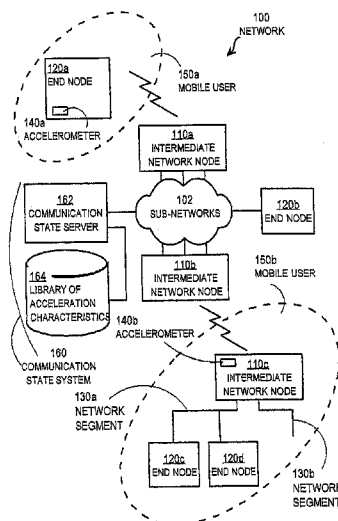 100
NETWORK
120a
END NODE
150a
MOBILE USER
140a
ACCELEROMETER
110a
INTERMEDIATE
NETWORK NODE
162
COMMUNICATION
STATE SERVER
102
SUB-NETWORKS
120b
END NODE
164
LIBRARY OF
ACCELERATION
CHARACTERISTICS
110b
INTERMEDIATE
NETWORK NODE
150b
MOBILE USER
140b
ACCELEROMETER
160
COMMUNICATION
STATE SYSTEM
110c
INTERMEDIATE
NETWORK NODE
130a
NETWORK
SEGMENT
120c
END NODE
120d
END NODE
130b
NETWORK
SEGMENT